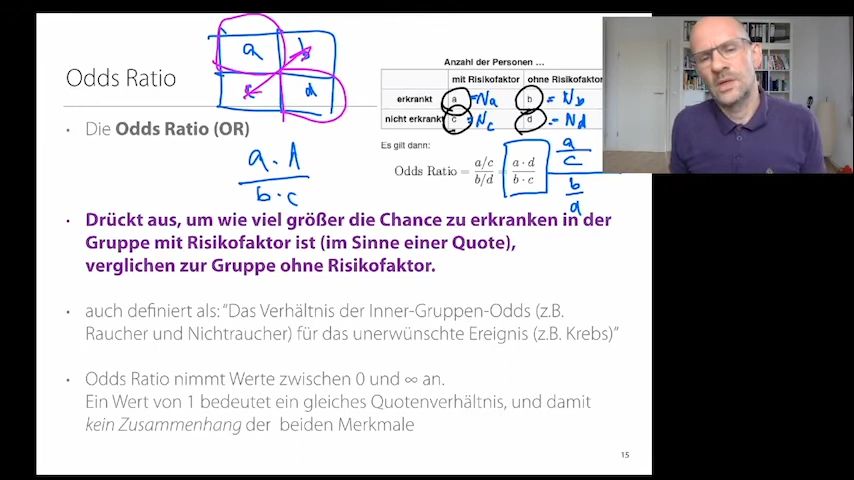 Odds Ratio
a
b
c
d
Anzahl der Personen ...
mit Risikofaktor ohne Risikofaktor
erkrankt a =Na b = Nb
nicht erkrankt c =Nc d = Nd
Es gilt dann:
Odds Ratio = a/c / b/d = a · d / b · c
a/c
b/d
Die Odds Ratio (OR)
a · d
b · c
Drückt aus, um wie viel größer die Chance zu erkranken in der
Gruppe mit Risikofaktor ist (im Sinne einer Quote),
verglichen zur Gruppe ohne Risikofaktor.
auch definiert als: "Das Verhältnis der Inner-Gruppen-Odds (z.B.
Raucher und Nichtraucher) für das unerwünschte Ereignis (z.B. Krebs)"
Odds Ratio nimmt Werte zwischen 0 und ∞ an.
Ein Wert von 1 bedeutet ein gleiches Quotenverhältnis, und damit
kein Zusammenhang der beiden Merkmale
15